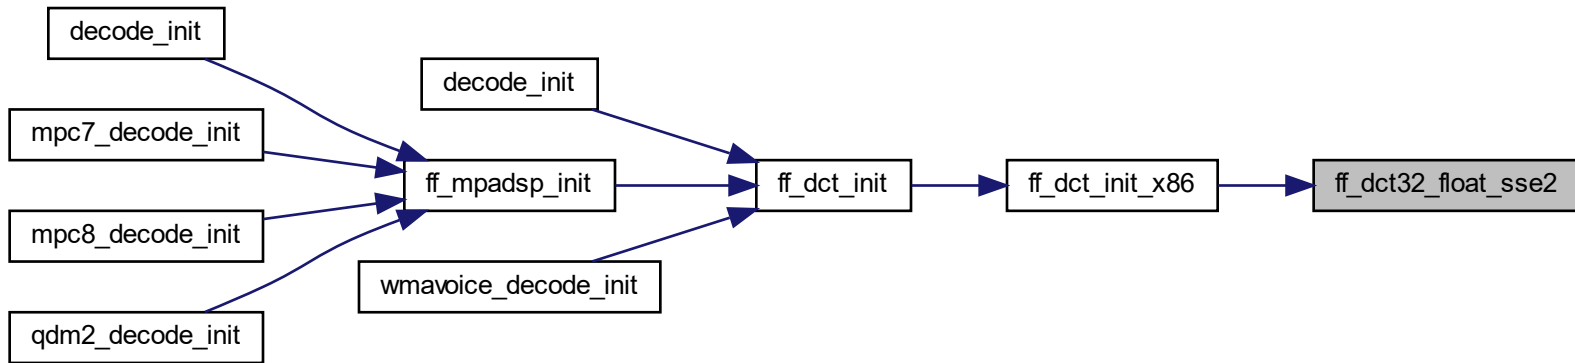 decode_init
mpc7_decode_init
mpc8_decode_init
qdm2_decode_init
decode_init
ff_mpadsp_init
wmavoice_decode_init
ff_dct_init
ff_dct_init_x86
ff_dct32_float_sse2